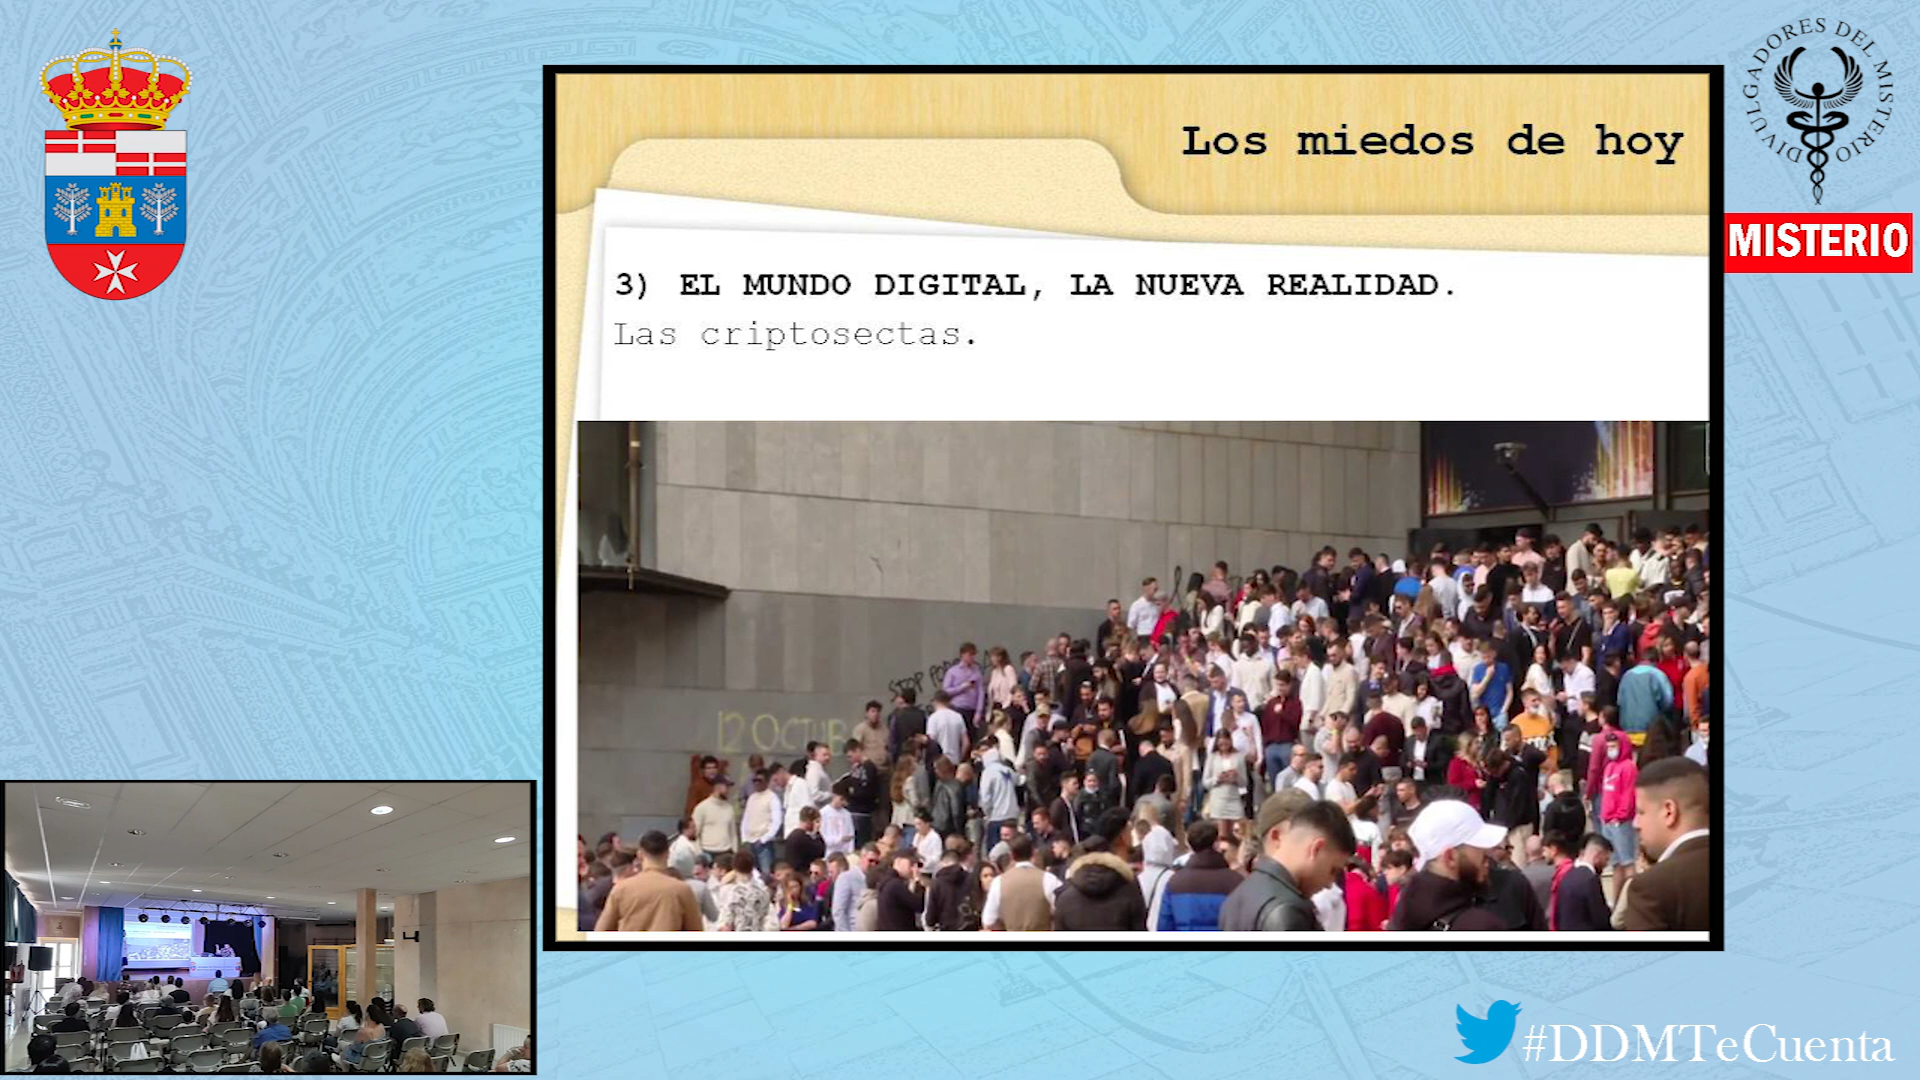 DIVULGADORES DEL MISTERIO
MISTERIO
Los miedos de hoy
3) EL MUNDO DIGITAL, LA NUEVA REALIDAD.
Las criptosectas.
STOP
12 OCTUB
#DDMTeCuenta